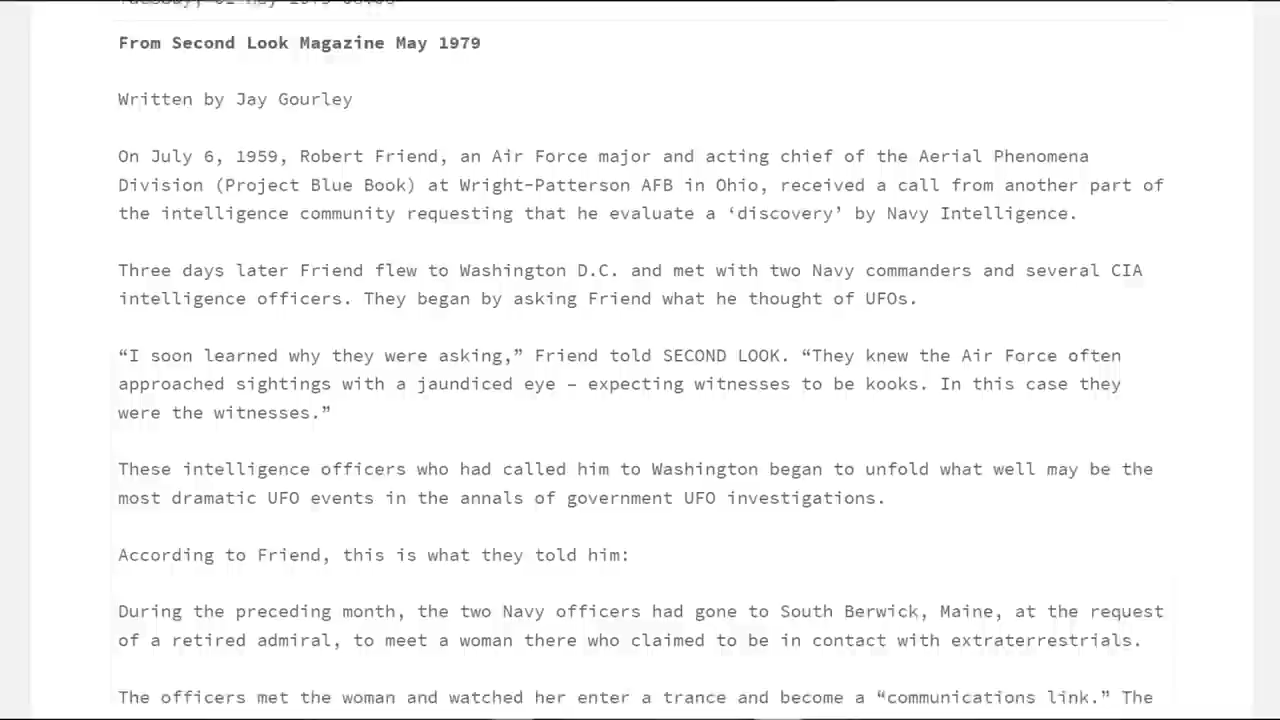 From Second Look Magazine May 1979
Written by Jay Gourley
On July 6, 1959, Robert Friend, an Air Force major and acting chief of the Aerial Phenomena
Division (Project Blue Book) at Wright-Patterson AFB in Ohio, received a call from another part of
the intelligence community requesting that he evaluate a ‘discovery’ by Navy Intelligence.
Three days later Friend flew to Washington D.C. and met with two Navy commanders and several CIA
intelligence officers. They began by asking Friend what he thought of UFOs.
“I soon learned why they were asking,” Friend told SECOND LOOK. “They knew the Air Force often
approached sightings with a jaundiced eye – expecting witnesses to be kooks. In this case they
were the witnesses.”
These intelligence officers who had called him to Washington began to unfold what well may be the
most dramatic UFO events in the annals of government UFO investigations.
According to Friend, this is what they told him:
During the preceding month, the two Navy officers had gone to South Berwick, Maine, at the request
of a retired admiral, to meet a woman there who claimed to be in contact with extraterrestrials.
The officers met the woman and watched her enter a trance and become a “communications link.” The